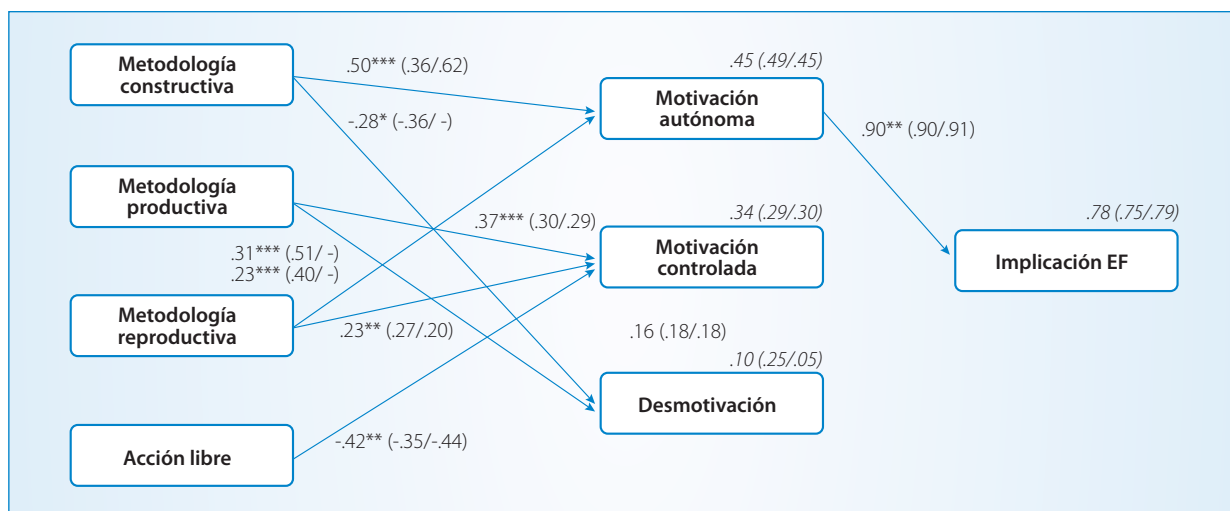 Metodología
constructiva
.50*** (.36/.62)
-.28* (-.36/ -)
.45 (.49/.45)
Motivación
autónoma
.90** (.90/.91)
Metodología
productiva
.37*** (.30/.29)
.34 (.29/.30)
Motivación
controlada
.78 (.75/.79)
Implicación EF
.31*** (.51/ -)
.23*** (.40/ -)
Metodología
reproductiva
.23** (.27/.20)
.16 (.18/.18)
.10 (.25/.05)
Desmotivación
Acción libre
-.42** (-.35/-.44)